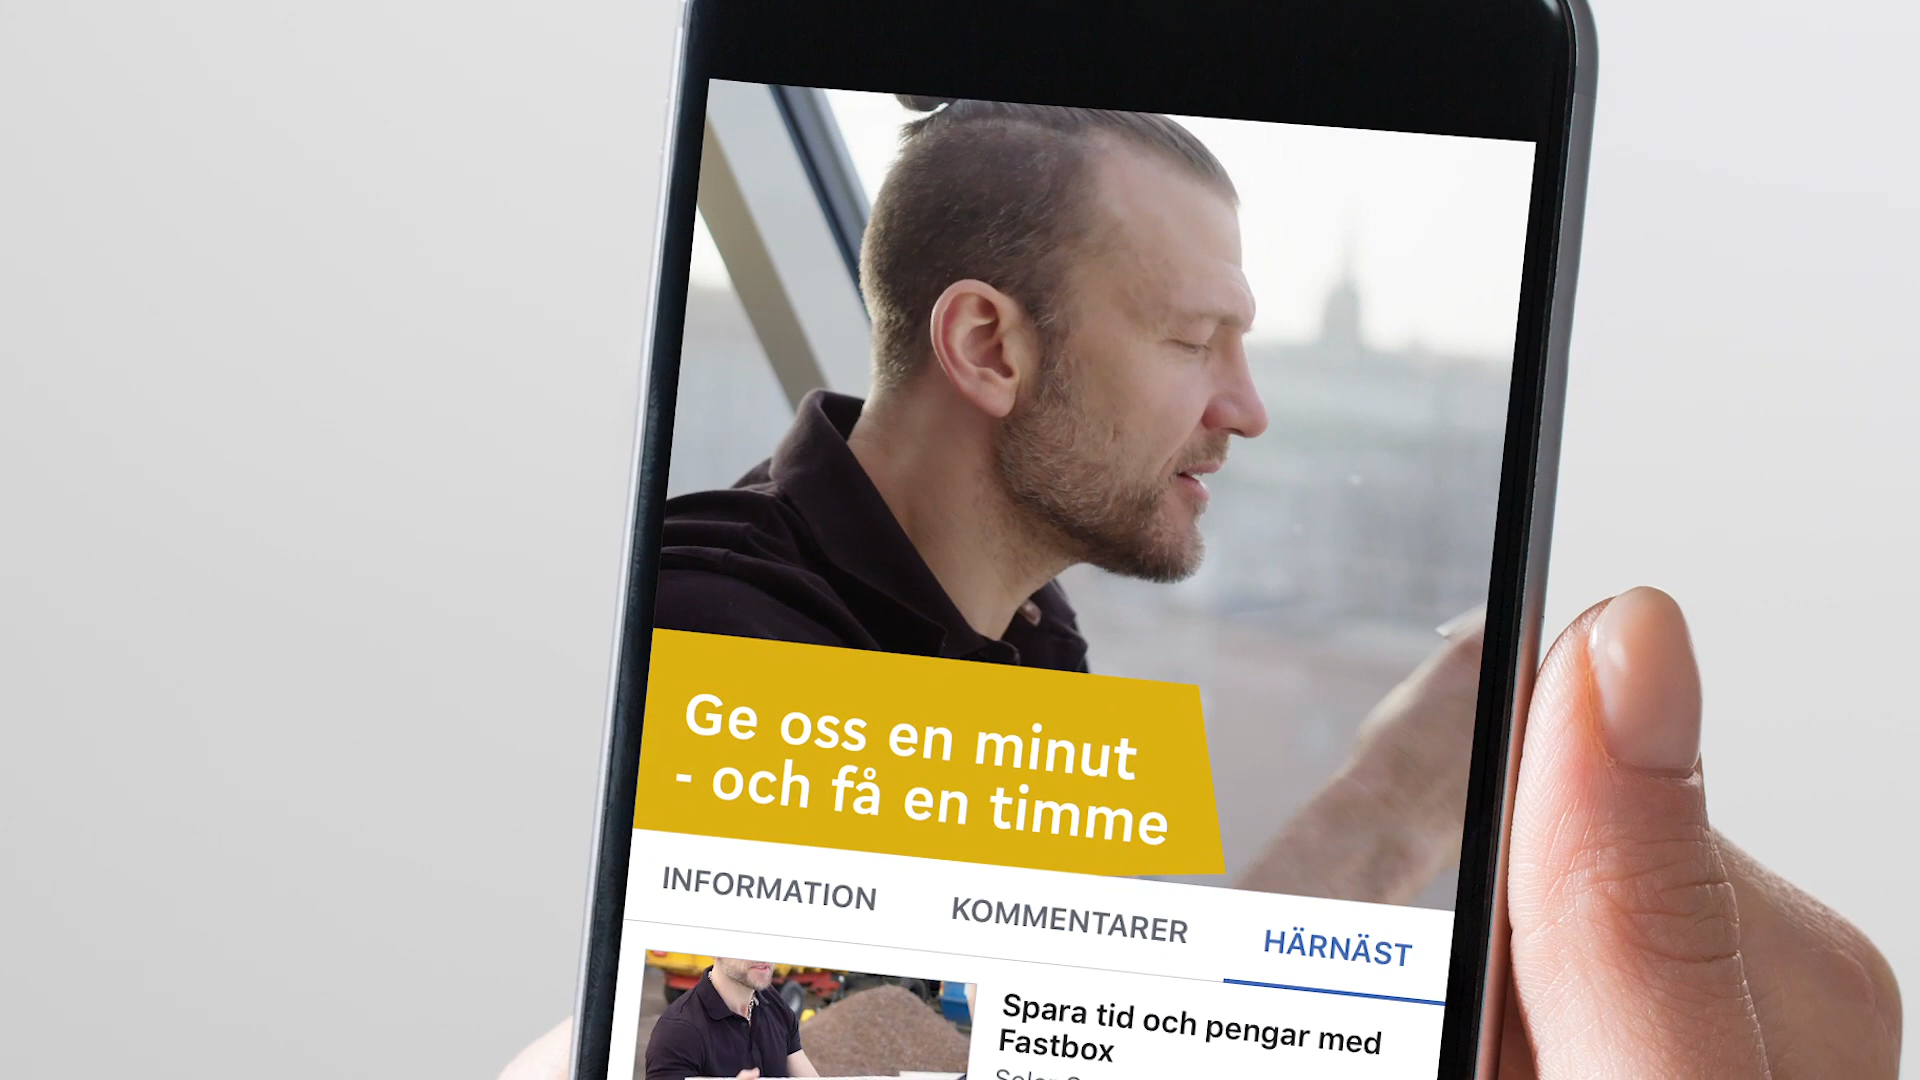 Ge oss en minut
- och få en timme
INFORMATION
KOMMENTARER
HÄRNÄST
Spara tid och pengar med
Fastbox